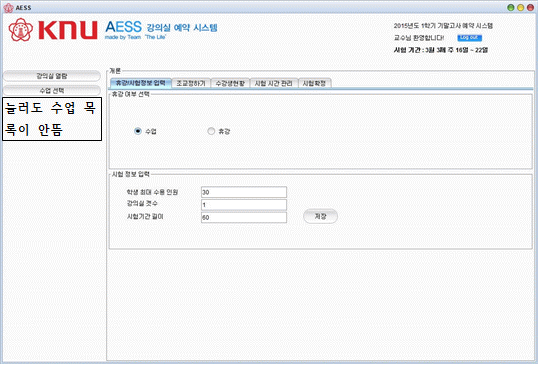 AESS
KNU
AESS 강의실 예약 시스템
made by Team "The Life"
2015년도 1학기 기말고사 예약 시스템
교수님 환영합니다! Log out
시험 기간 : 3월 3째 주 16일 ~ 22일
강의실 열람
수업 선택
눌러도 수업 목
록이 안뜸
개론
휴강/시험정보 입력 조교정하기 수강생현황 시험 시간 관리 시험확정
휴강 여부 선택
수업 휴강
시험 정보 입력
학생 최대 수용 인원 30
강의실 갯수 1
시험기간 길이 60 저장